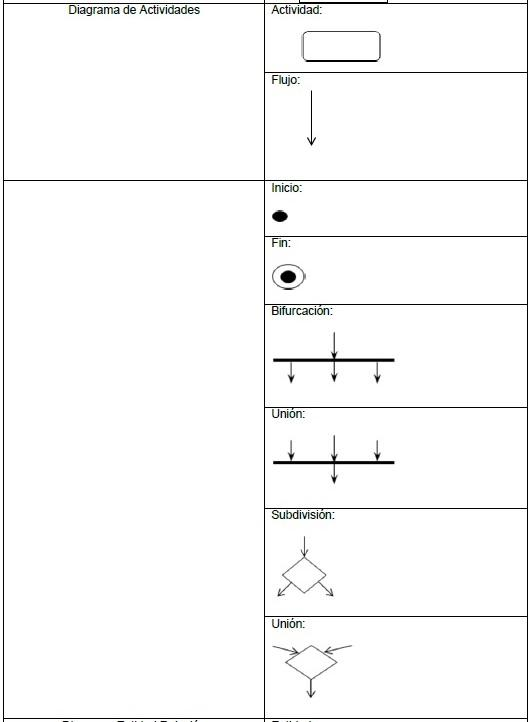 Diagrama de Actividades
Actividad:
Flujo:
Inicio:
Fin:
Bifurcación:
Unión:
Subdivisión:
Unión: